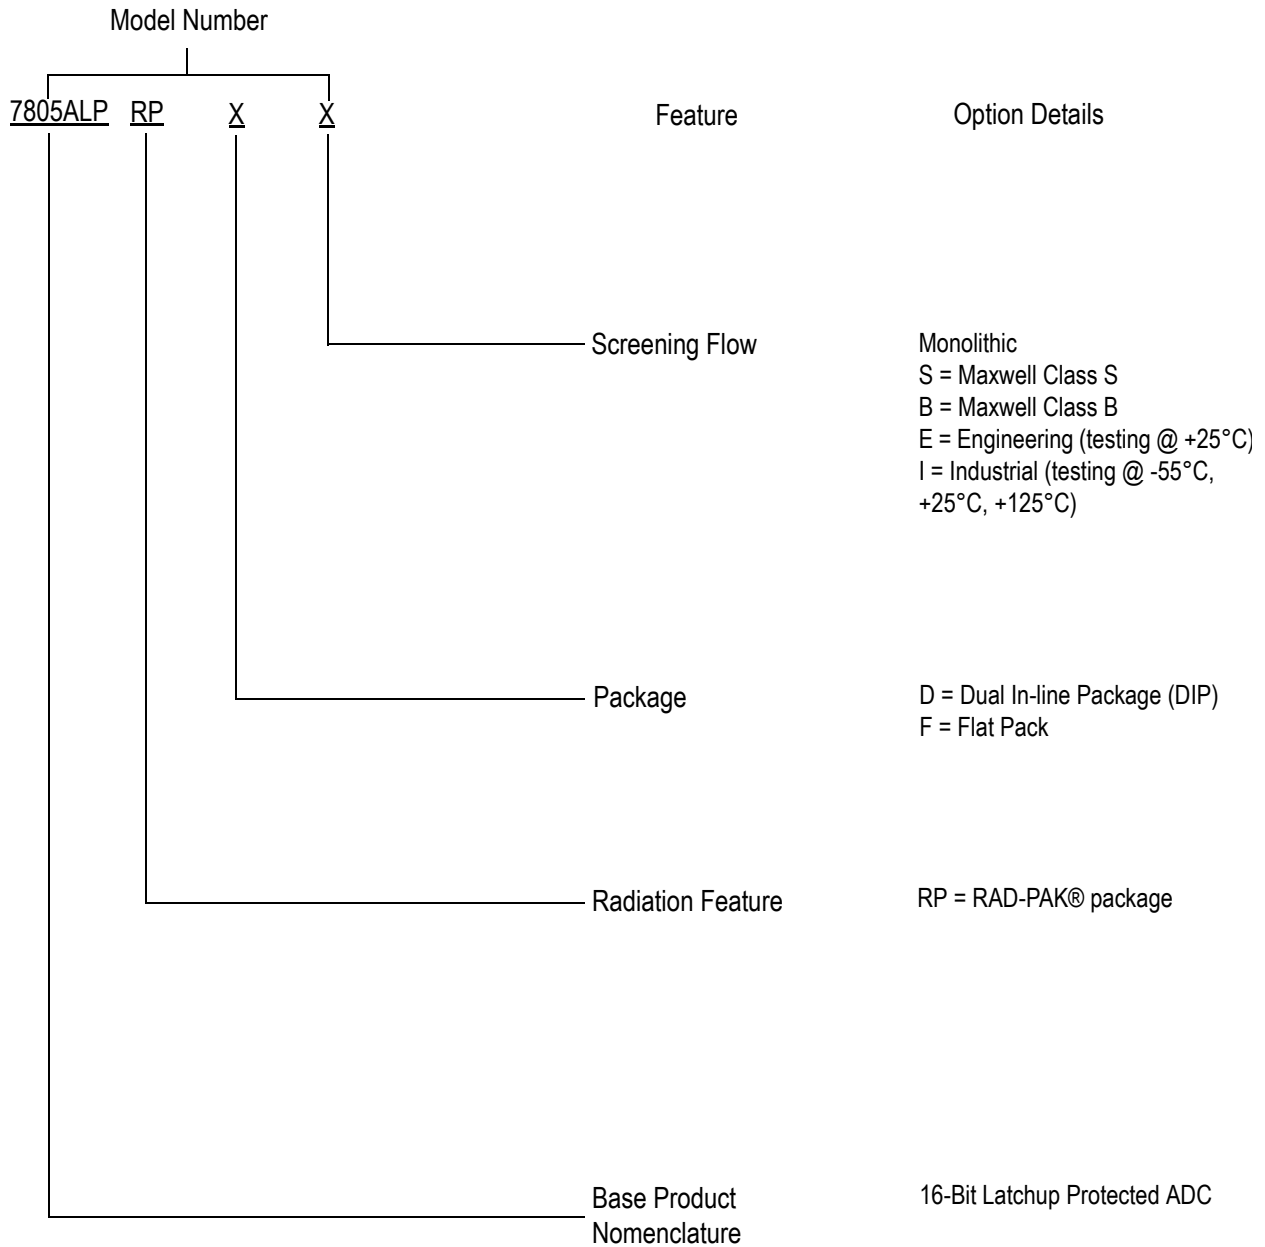 Model Number
7805ALP RP X X
Feature
Option Details
Screening Flow
Monolithic
S = Maxwell Class S
B = Maxwell Class B
E = Engineering (testing @ +25°C)
I = Industrial (testing @ -55°C,
+25°C, +125°C)
Package
D = Dual In-line Package (DIP)
F = Flat Pack
Radiation Feature
RP = RAD-PAK® package
Base Product
Nomenclature
16-Bit Latchup Protected ADC